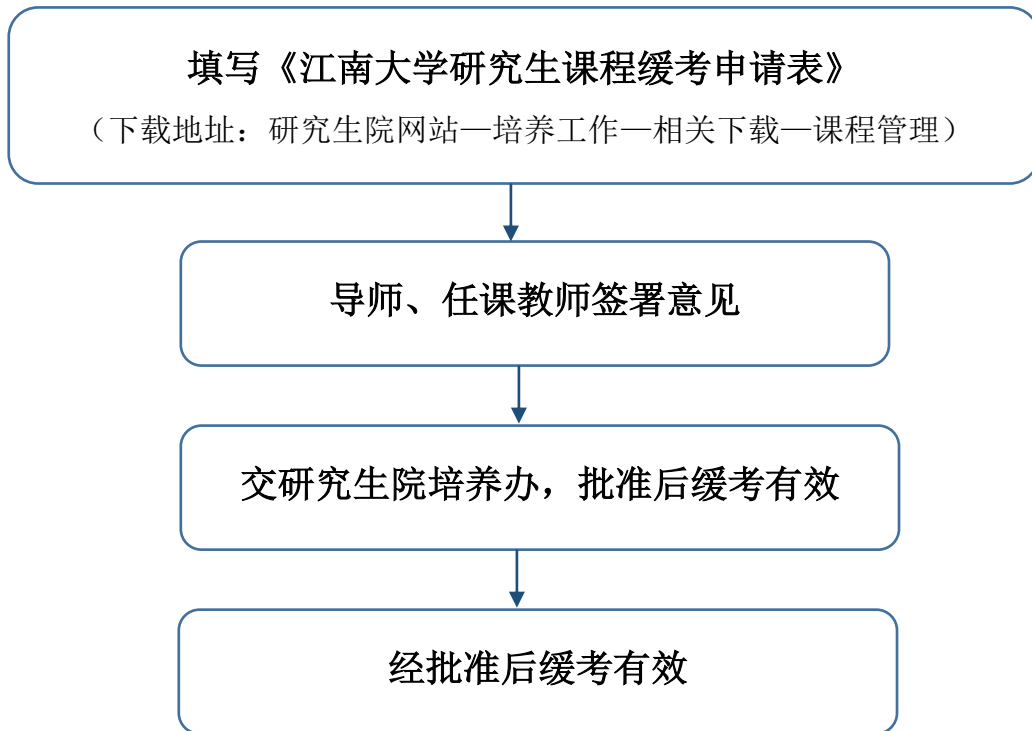 填写《江南大学研究生课程缓考申请表》
（下载地址：研究生院网站—培养工作—相关下载—课程管理）
导师、任课教师签署意见
交研究生院培养办，批准后缓考有效
经批准后缓考有效